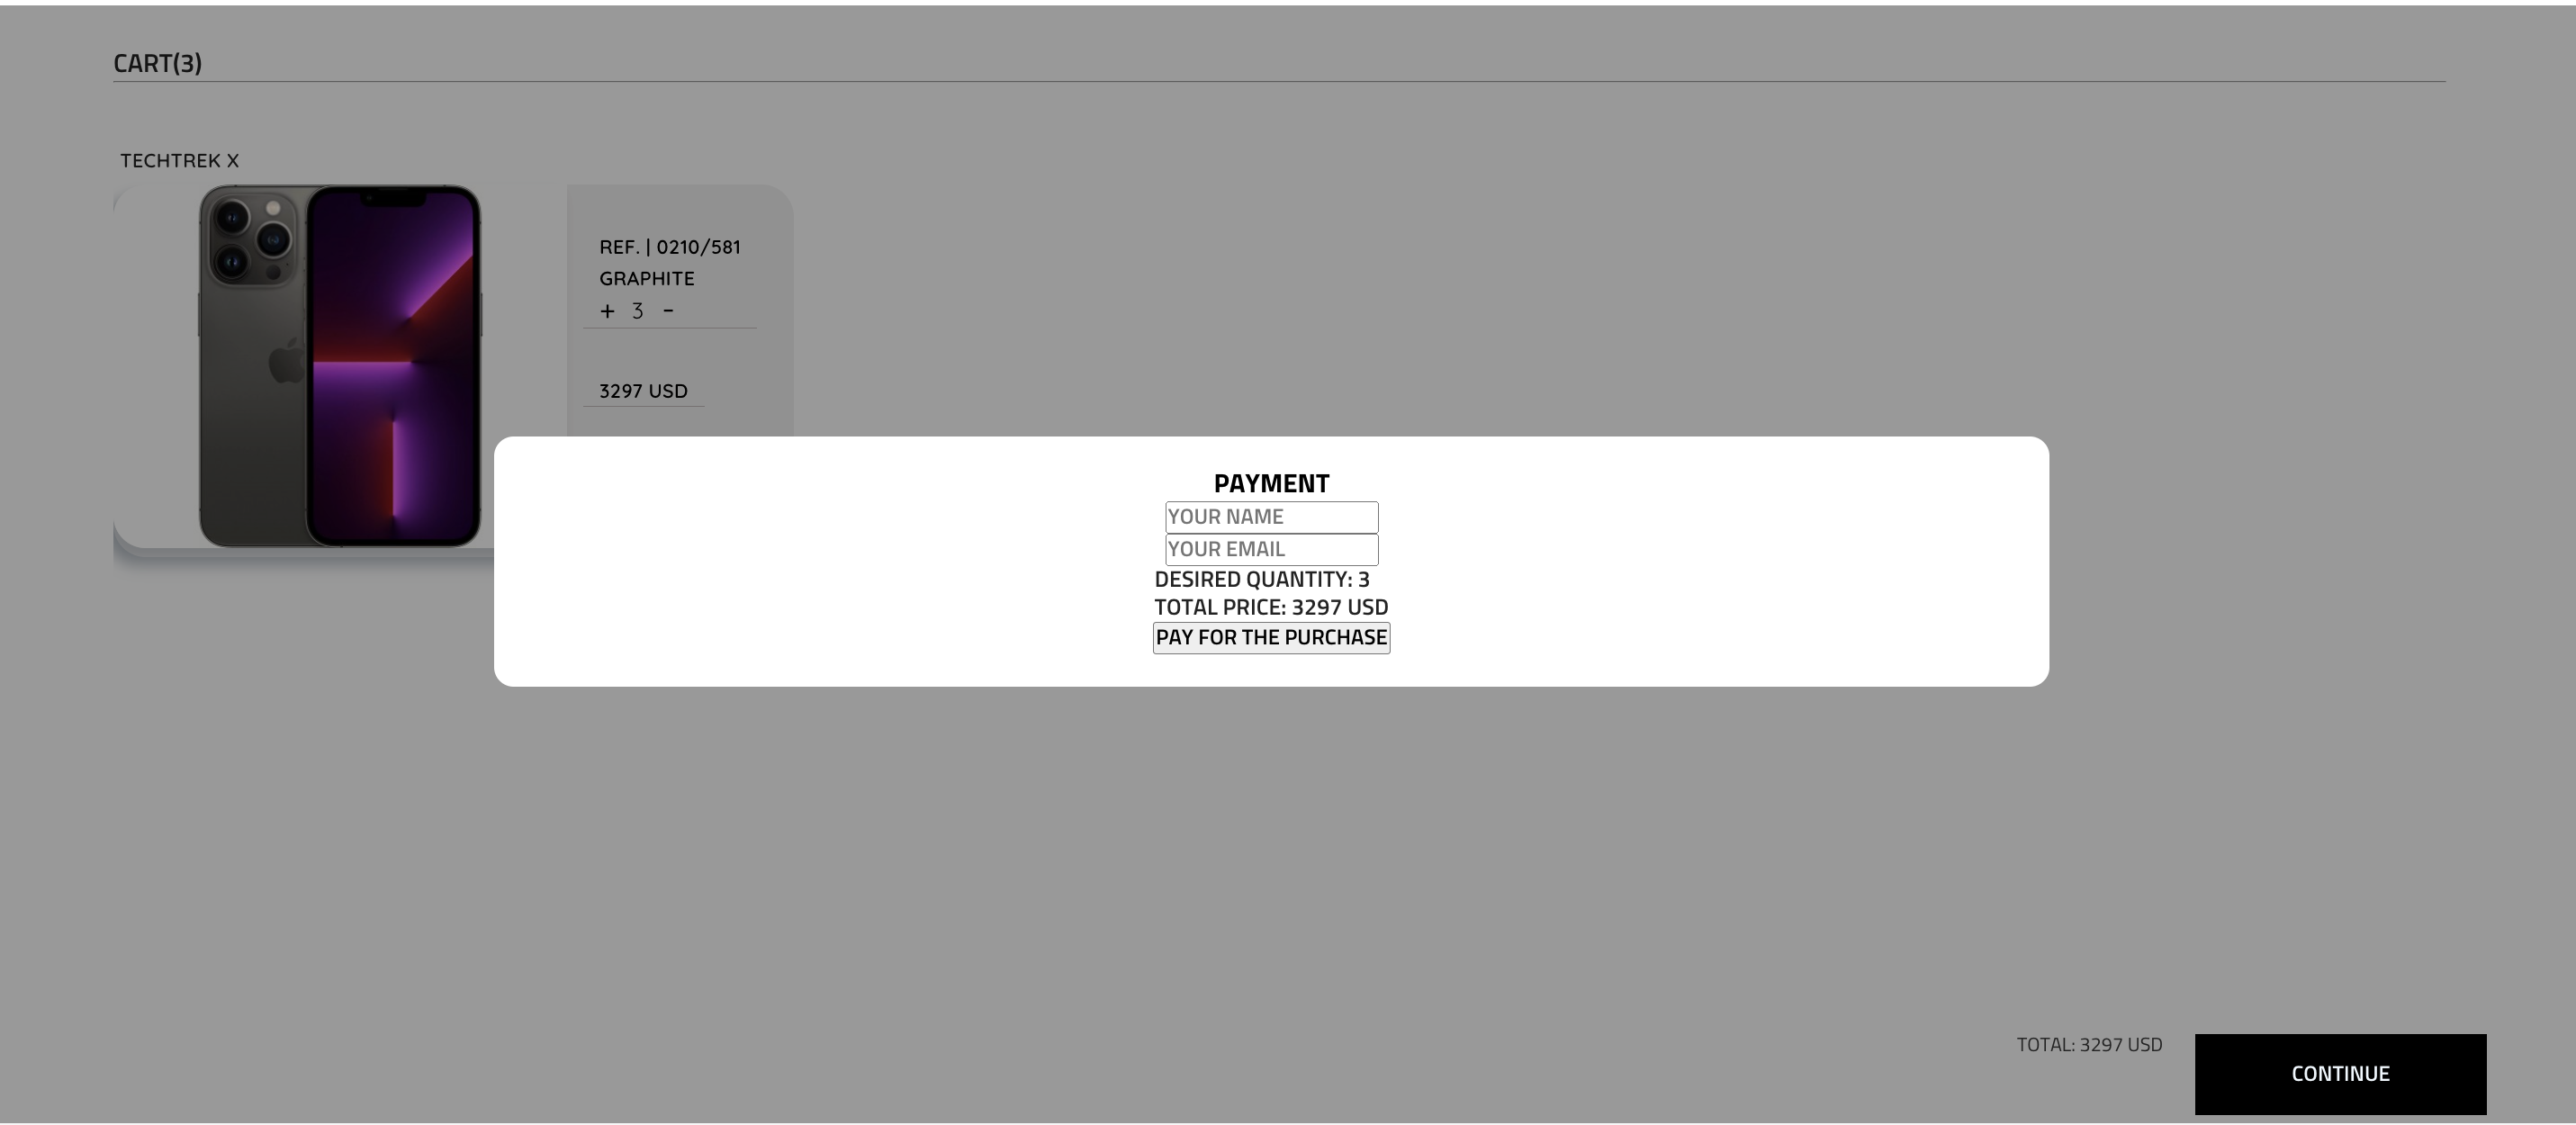 CART(3)
TECHTREK X
REF. | 0210/581
GRAPHITE
+ 3 -
3297 USD
PAYMENT
YOUR NAME
YOUR EMAIL
DESIRED QUANTITY: 3
TOTAL PRICE: 3297 USD
PAY FOR THE PURCHASE
TOTAL: 3297 USD
CONTINUE